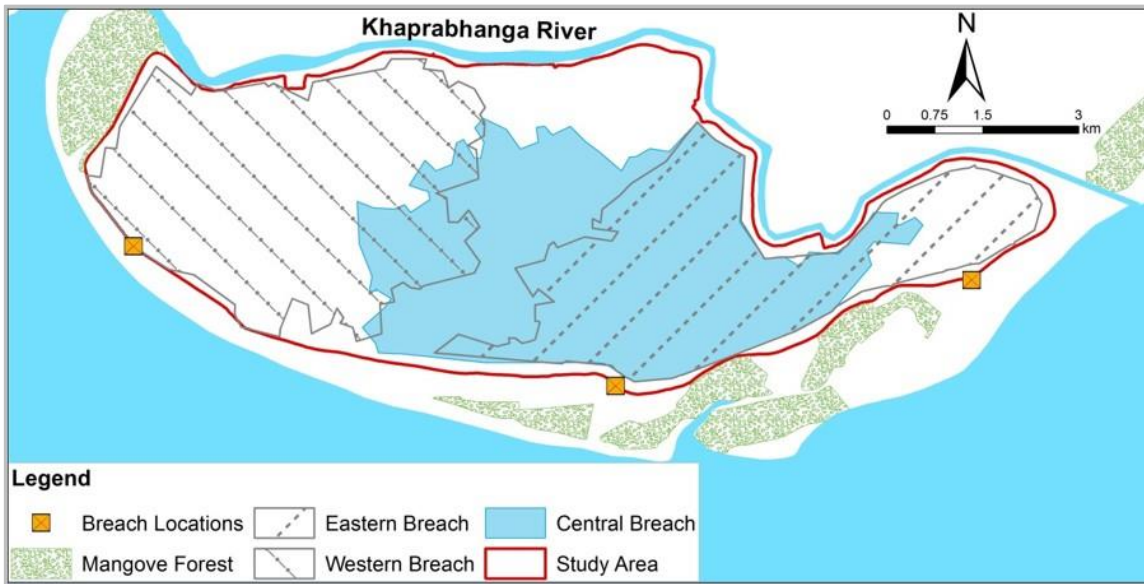 Khaprabhanga River
N
0 0.75 1.5 3
km
Legend
Breach Locations Eastern Breach Central Breach
Mangove Forest Western Breach Study Area